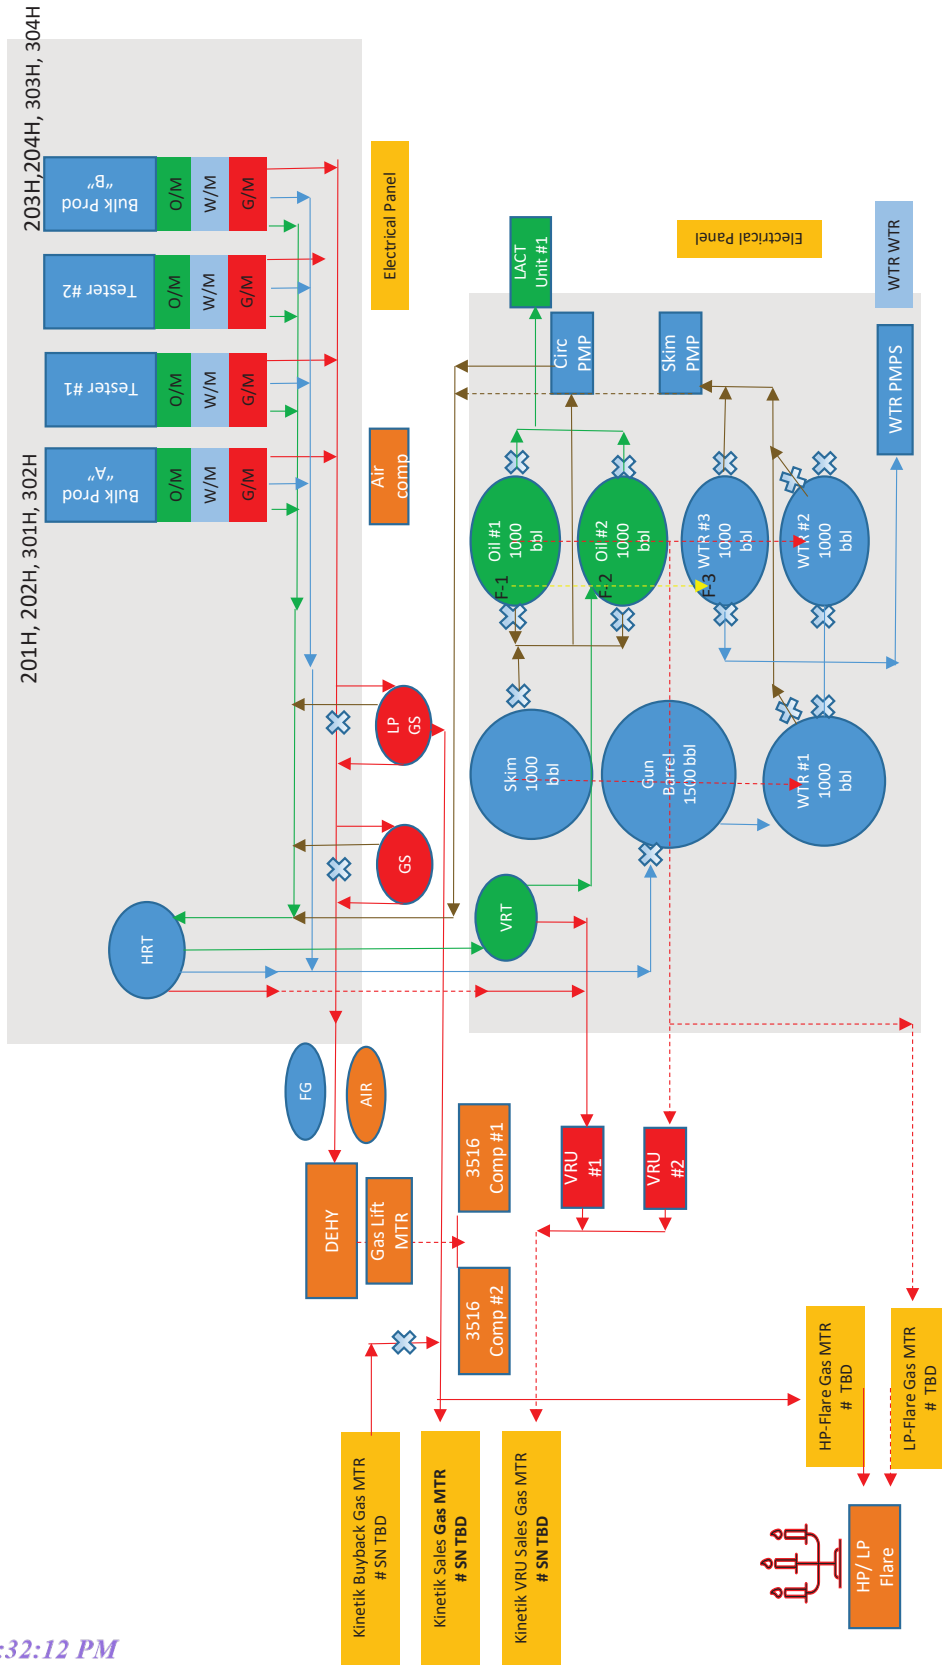 203H,204H, 303H, 304H
201H, 202H, 301H, 302H
Bulk Prod
"B"
O/M
W/M
G/M
Tester #2
O/M
W/M
G/M
Tester #1
O/M
W/M
G/M
Bulk Prod
"A"
O/M
W/M
G/M
Electrical Panel
Air
comp
LP
GS
GS
HRT
FG
AIR
DEHY
Gas Lift
MTR
3516
Comp #1
3516
Comp #2
LACT
Unit #1
Circ
PMP
Skim
PMP
Electrical Panel
WTR WTR
WTR PMPS
Oil #1
1000
bbl
F-1
Oil #2
1000
bbl
F-2
WTR #3
1000
bbl
F-3
WTR #2
1000
bbl
Skim
1000
bbl
Gun
Barrel
1500 bbl
WTR #1
1000
bbl
VRT
VRU
#1
VRU
#2
Kinetik Buyback Gas MTR
# SN TBD
Kinetik Sales Gas MTR
# SN TBD
Kinetik VRU Sales Gas MTR
# SN TBD
HP-Flare Gas MTR
# TBD
LP-Flare Gas MTR
# TBD
HP/ LP
Flare
:32:12 PM